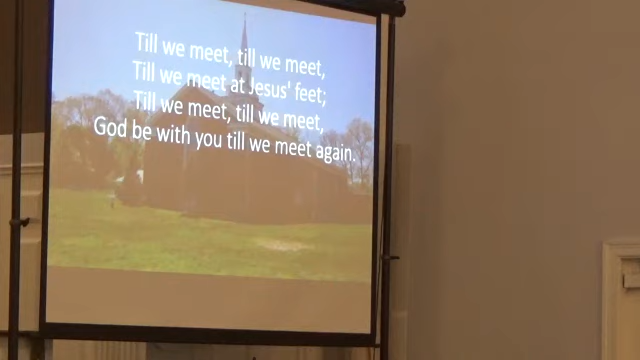 Till we meet, till we meet,
Till we meet at Jesus' feet;
Till we meet, till we meet,
God be with you till we meet again.